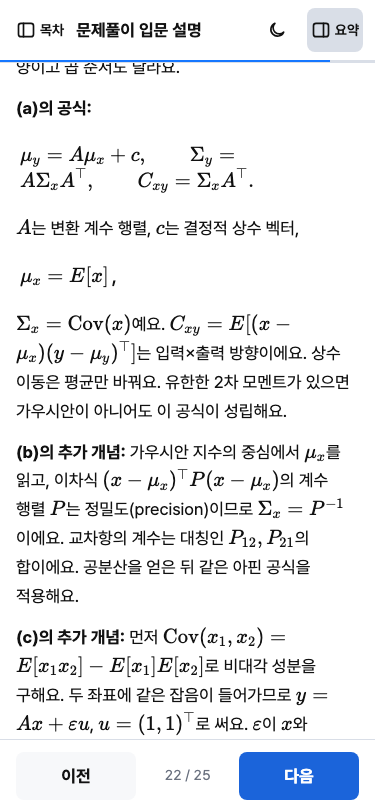 목차 문제풀이 입문 설명 요약
양이고 곱 순서도 달라요.
(a)의 공식:
μ_y = Aμ_x + c, Σ_y =
AΣ_xA^⊤, C_xy = Σ_xA^⊤.
A는 변환 계수 행렬, c는 결정적 상수 벡터,
μ_x = E[x],
Σ_x = Cov(x)예요. C_xy = E[(x −
μ_x)(y − μ_y)^⊤]는 입력×출력 방향이에요. 상수
이동은 평균만 바꿔요. 유한한 2차 모멘트가 있으면
가우시안이 아니어도 이 공식이 성립해요.
(b)의 추가 개념: 가우시안 지수의 중심에서 μ_x를
읽고, 이차식 (x − μ_x)^⊤P(x − μ_x)의 계수
행렬 P는 정밀도(precision)이므로 Σ_x = P^−1
이에요. 교차항의 계수는 대칭인 P_12, P_21의
합이에요. 공분산을 얻은 뒤 같은 아핀 공식을
적용해요.
(c)의 추가 개념: 먼저 Cov(x_1, x_2) =
E[x_1x_2] − E[x_1]E[x_2]로 비대각 성분을
구해요. 두 좌표에 같은 잡음이 들어가므로 y =
Ax + εu, u = (1, 1)^⊤로 써요. ε이 x와
이전 22 / 25 다음